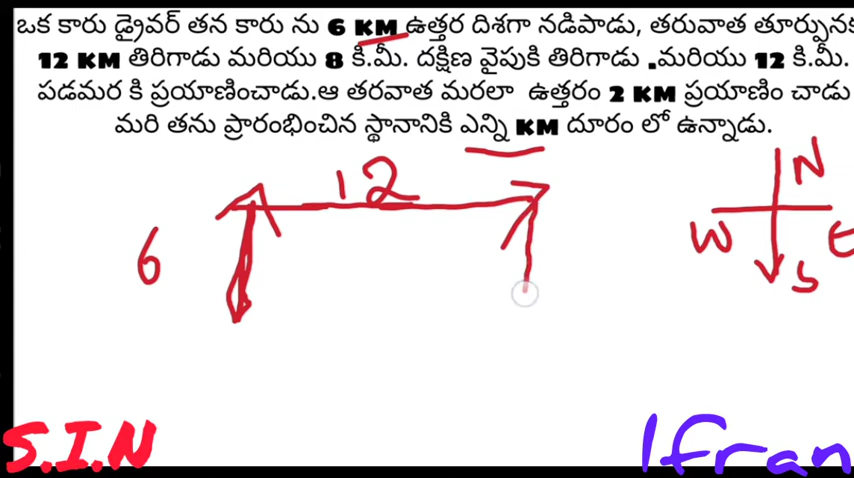 ఒక కారు డ్రైవర్ తన కారు ను 6 KM ఉత్తర దిశగా నడిపాడు, తరువాత తూర్పునక
12 KM తిరిగాడు మరియు 8 కి.మీ. దక్షిణ వైపుకి తిరిగాడు .మరియు 12 కి.మీ.
పడమర కి ప్రయాణించాడు.ఆ తరవాత మరలా ఉత్తరం 2 KM ప్రయాణిం చాడు
మరి తను ప్రారంభించిన స్థానానికి ఎన్ని KM దూరం లో ఉన్నాడు.
12
N
6
W E
S
S.I.N
Ifran